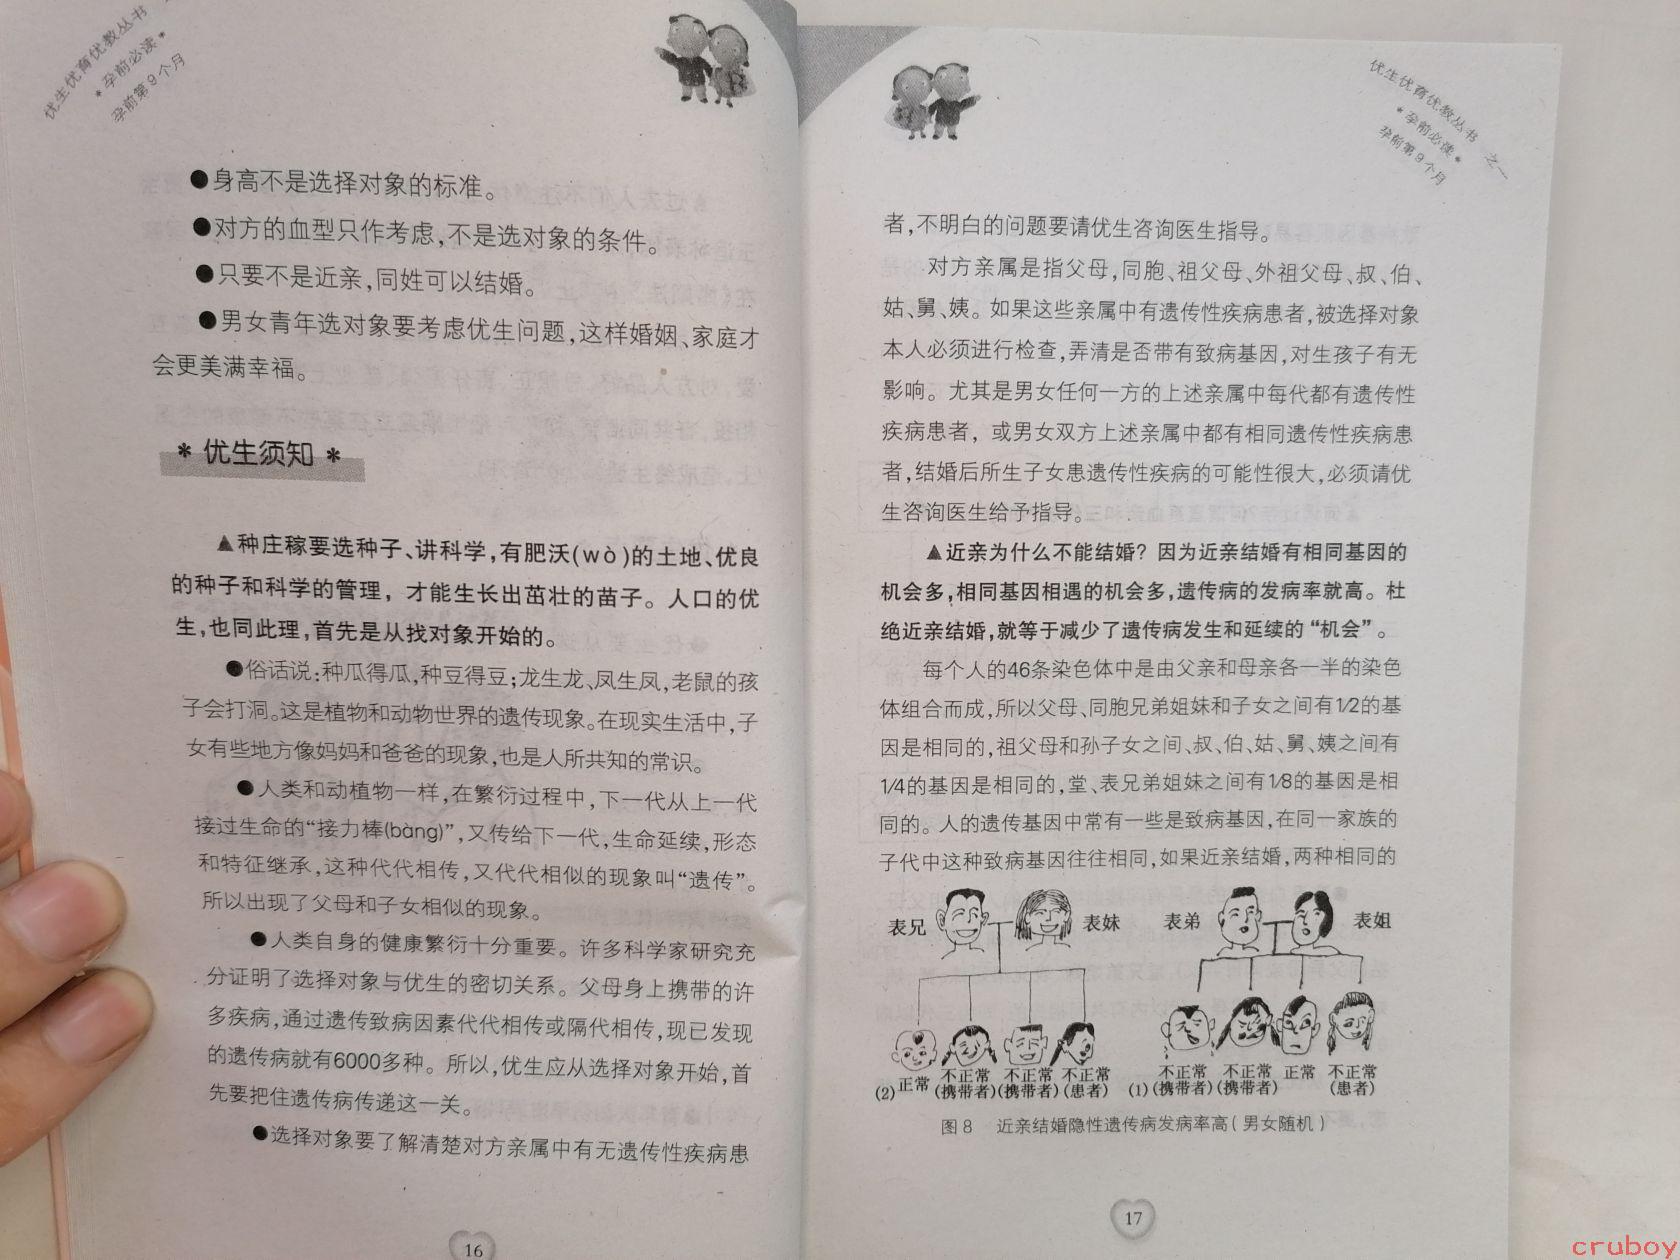 优生优育优教丛书
*孕前必读*
孕前第9个月
●身高不是选择对象的标准。
●对方的血型只作考虑,不是选对象的条件。
●只要不是近亲,同姓可以结婚。
●男女青年选对象要考虑优生问题,这样婚姻、家庭才
会更美满幸福。
* 优生须知 *
▲种庄稼要选种子、讲科学,有肥沃(wò)的土地、优良
的种子和科学的管理，才能生长出茁壮的苗子。人口的优
生,也同此理,首先是从找对象开始的。
●俗话说:种瓜得瓜,种豆得豆;龙生龙、凤生凤,老鼠的孩
子会打洞。这是植物和动物世界的遗传现象。在现实生活中,子
女有些地方像妈妈和爸爸的现象,也是人所共知的常识。
●人类和动植物一样,在繁衍过程中,下一代从上一代
接过生命的“接力棒(bàng)”,又传给下一代,生命延续,形态
和特征继承,这种代代相传,又代代相似的现象叫“遗传”。
所以出现了父母和子女相似的现象。
●人类自身的健康繁衍十分重要。许多科学家研究充
分证明了选择对象与优生的密切关系。父母身上携带的许
多疾病,通过遗传致病因素代代相传或隔代相传,现已发现
的遗传病就有6000多种。所以,优生应从选择对象开始,首
先要把住遗传病传递这一关。
●选择对象要了解清楚对方亲属中有无遗传性疾病患
16
优生优育优教丛书 之一
*孕前必读*
孕前第9个月
者,不明白的问题要请优生咨询医生指导。
对方亲属是指父母,同胞、祖父母、外祖父母、叔、伯、
姑、舅、姨。如果这些亲属中有遗传性疾病患者,被选择对象
本人必须进行检查,弄清是否带有致病基因,对生孩子有无
影响。尤其是男女任何一方的上述亲属中每代都有遗传性
疾病患者，或男女双方上述亲属中都有相同遗传性疾病患
者,结婚后所生子女患遗传性疾病的可能性很大,必须请优
生咨询医生给予指导。
▲近亲为什么不能结婚？因为近亲结婚有相同基因的
机会多,相同基因相遇的机会多,遗传病的发病率就高。杜
绝近亲结婚,就等于减少了遗传病发生和延续的“机会”。
每个人的46条染色体中是由父亲和母亲各一半的染色
体组合而成,所以父母、同胞兄弟姐妹和子女之间有1/2的基
因是相同的,祖父母和孙子女之间、叔、伯、姑、舅、姨之间有
1/4的基因是相同的,堂、表兄弟姐妹之间有1/8的基因是相
同的。人的遗传基因中常有一些是致病基因,在同一家族的
子代中这种致病基因往往相同,如果近亲结婚,两种相同的
表兄 表妹 表弟 表姐
正常 不正常 不正常 不正常 不正常 不正常 正常 不正常
(2) (携带者)(携带者)(患者) (1)(携带者)(携带者) (患者)
图8 近亲结婚隐性遗传病发病率高(男女随机)
17
cruboy